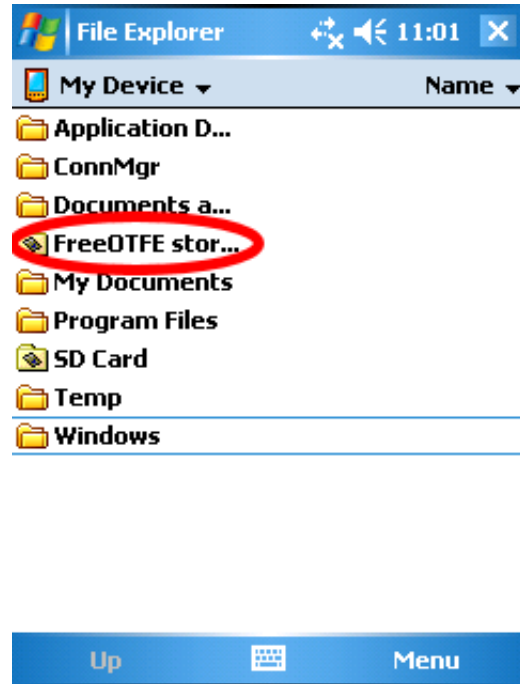 File Explorer 11:01
My Device Name
Application D...
ConnMgr
Documents a...
FreeOTFE stor...
My Documents
Program Files
SD Card
Temp
Windows
Up Menu